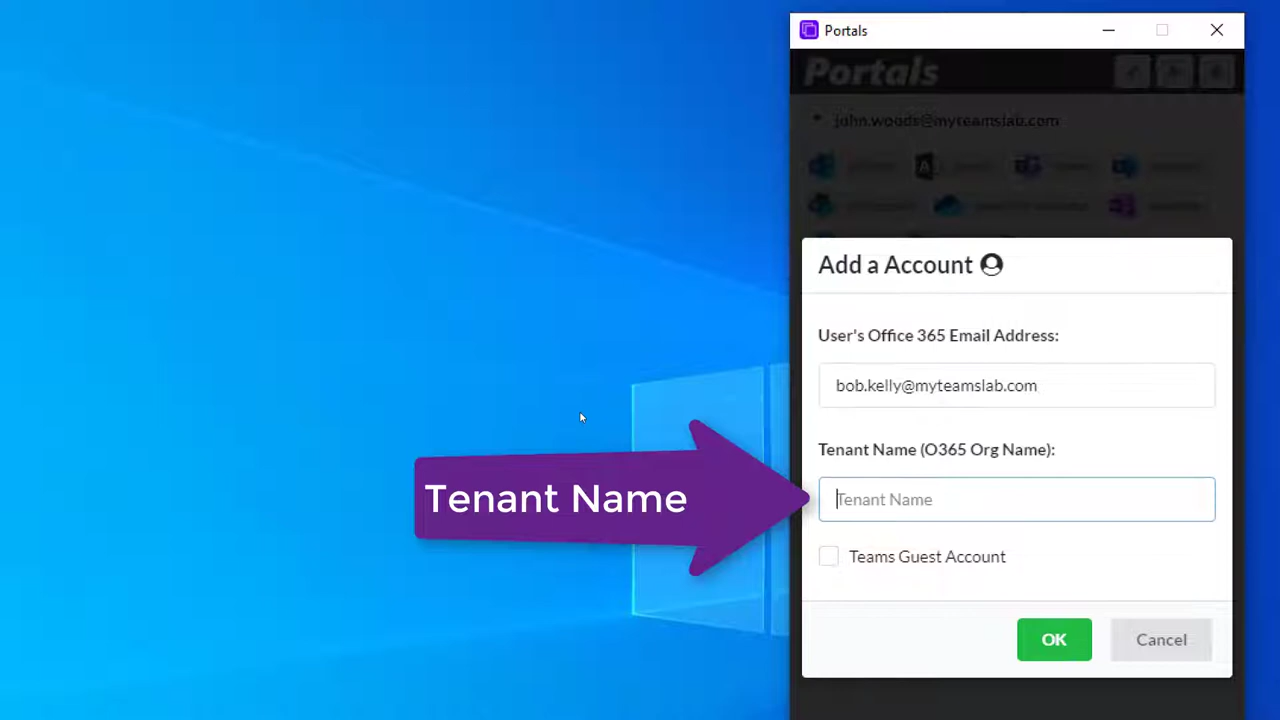 Portals
Portals
john.woods@myteamslab.com
Add a Account
User's Office 365 Email Address:
bob.kelly@myteamslab.com
Tenant Name (O365 Org Name):
Tenant Name
Tenant Name
Teams Guest Account
OK
Cancel